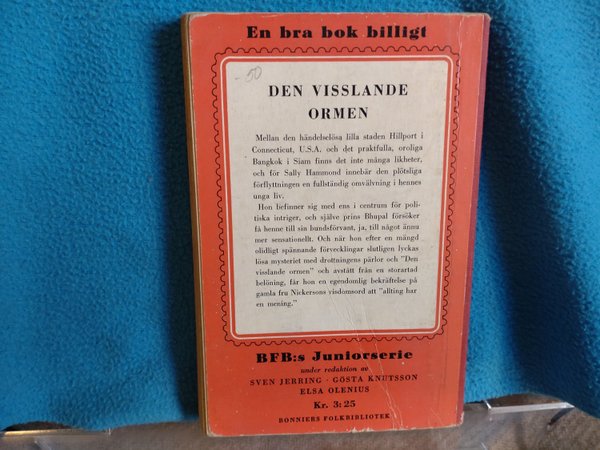 En bra bok billigt
-50
DEN VISSLANDE
ORMEN
Mellan den händelselösa lilla staden Hillport i
Connecticut, U.S.A. och det praktfulla, oroliga
Bangkok i Siam finns det inte många likheter,
och för Sally Hammond innebär den plötsliga
förflyttningen en fullständig omvälvning i hennes
unga liv.
Hon befinner sig med ens i centrum för poli-
tiska intriger, och själve prins Bhupal försöker
få henne till sin bundsförvant, ja, till något ännu
mer sensationellt. Och när hon efter en mängd
olidligt spännande förvecklingar slutligen lyckas
lösa mysteriet med drottningens pärlor och "Den
visslande ormen" och avstått från en storartad
belöning, får hon en egendomlig bekräftelse på
gamla fru Nickersons visdomsord att "allting har
en mening."
BFB:s Juniorserie
under redaktion av
SVEN JERRING · GÖSTA KNUTSSON
ELSA OLENIUS
Kr. 3:25
BONNIERS FOLKBIBLIOTEK